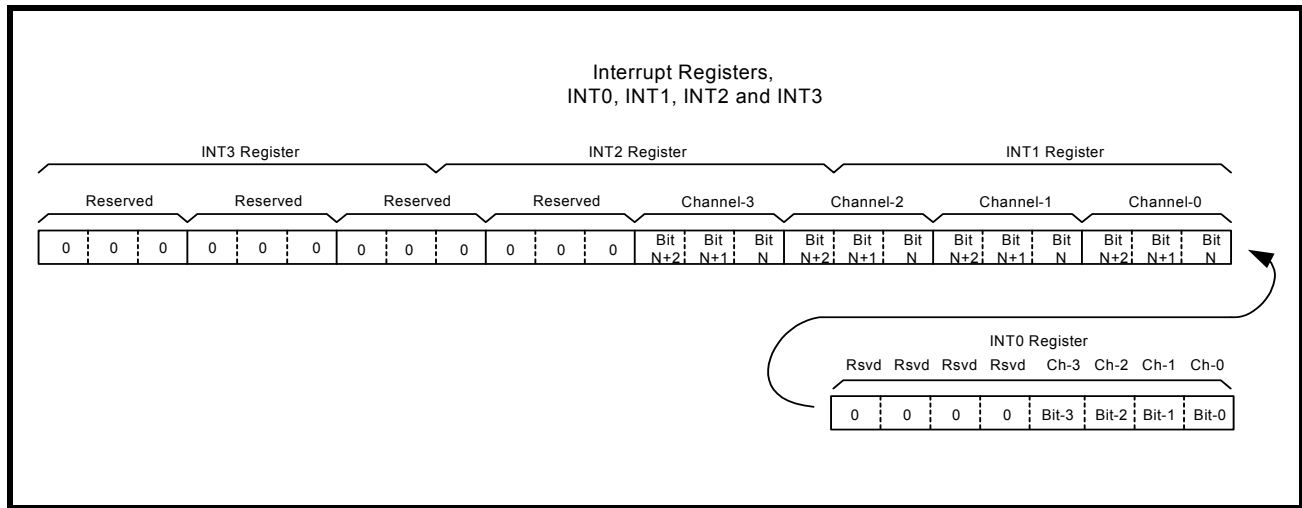 Interrupt Registers,
INT0, INT1, INT2 and INT3
INT3 Register INT2 Register INT1 Register
Reserved Reserved Reserved Reserved Channel-3 Channel-2 Channel-1 Channel-0
0 0 0 0 0 0 0 0 0 0 0 0 Bit Bit Bit Bit Bit Bit Bit Bit Bit Bit Bit Bit
N+2 N+1 N N+2 N+1 N N+2 N+1 N N+2 N+1 N
INT0 Register
Rsvd Rsvd Rsvd Rsvd Ch-3 Ch-2 Ch-1 Ch-0
0 0 0 0 Bit-3 Bit-2 Bit-1 Bit-0